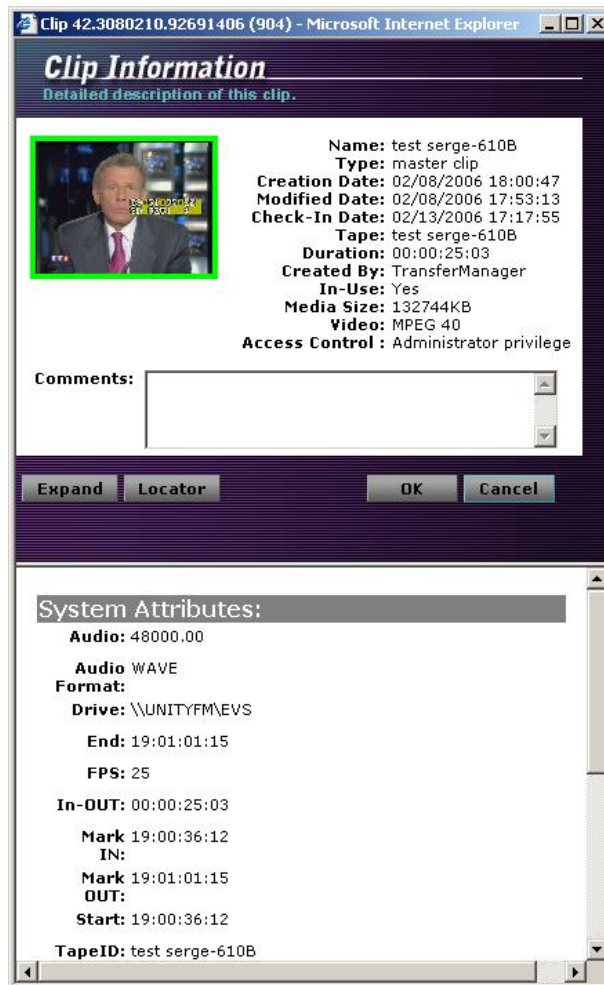 Clip 42.3080210.92691406 (904) - Microsoft Internet Explorer
Clip Information
Detailed description of this clip.
Name: test serge-610B
Type: master clip
Creation Date: 02/08/2006 18:00:47
Modified Date: 02/08/2006 17:53:13
Check-In Date: 02/13/2006 17:17:55
Tape: test serge-610B
Duration: 00:00:25:03
Created By: TransferManager
In-Use: Yes
Media Size: 132744KB
Video: MPEG 40
Access Control : Administrator privilege
Comments:
Expand Locator OK Cancel
System Attributes:
Audio: 48000.00
Audio WAVE
Format:
Drive: \\UNITYFM\EVS
End: 19:01:01:15
FPS: 25
In-OUT: 00:00:25:03
Mark 19:00:36:12
IN:
Mark 19:01:01:15
OUT:
Start: 19:00:36:12
TapeID: test serge-610B